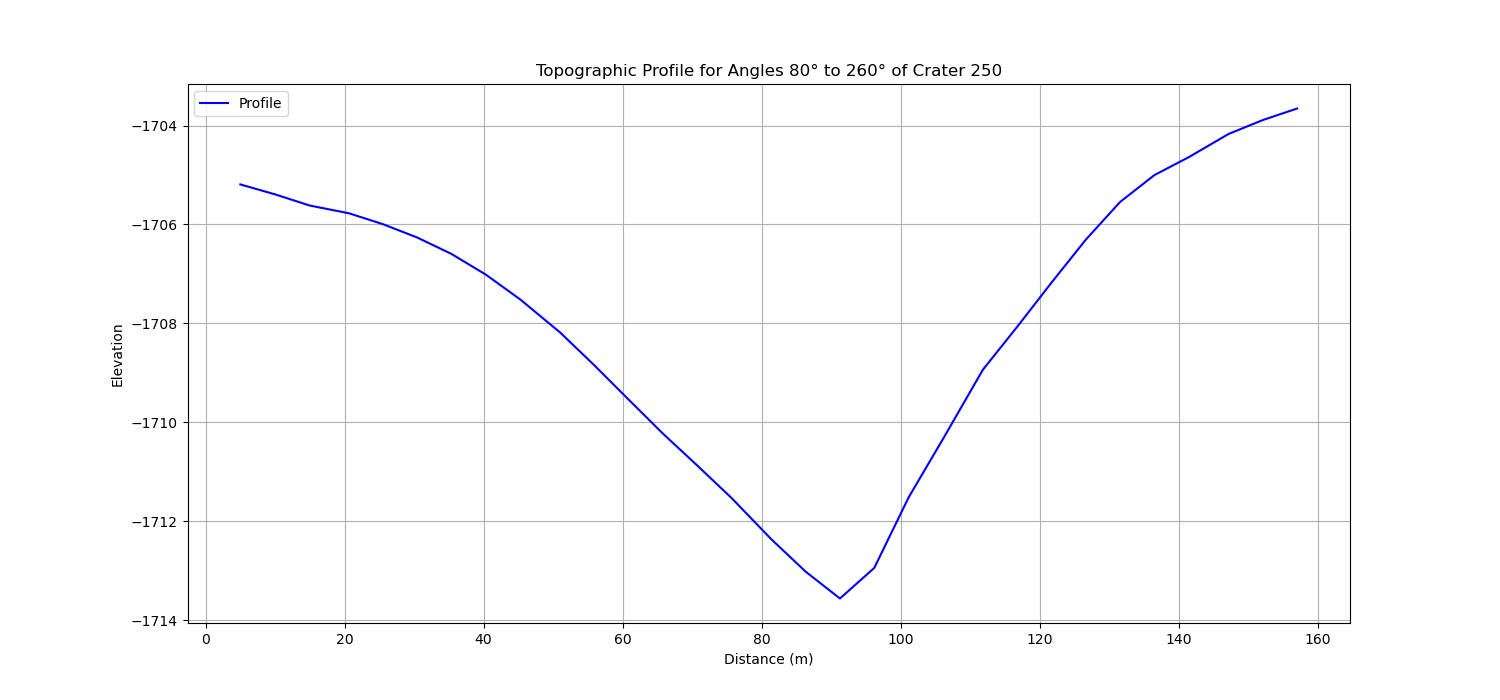 Topographic Profile for Angles 80° to 260° of Crater 250
Profile
−1704
−1706
−1708
−1710
−1712
−1714
Elevation
0 20 40 60 80 100 120 140 160
Distance (m)